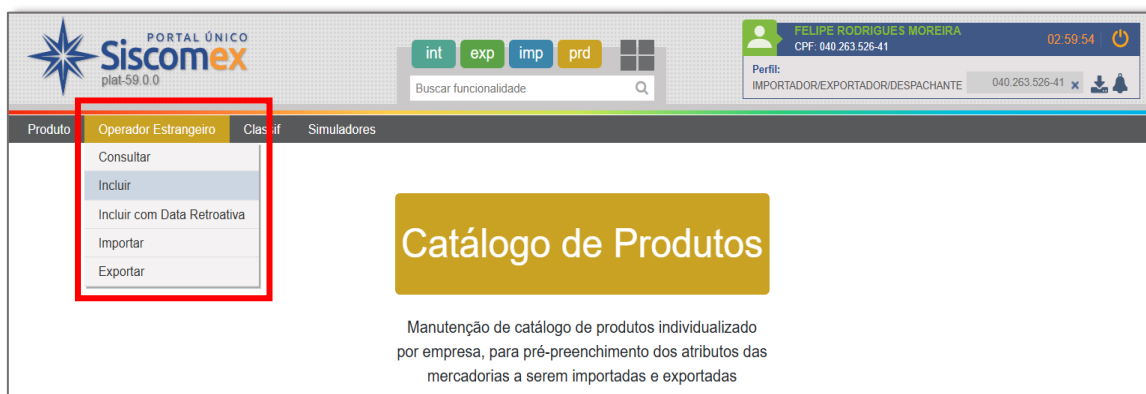 PORTAL ÚNICO
Siscomex
plat-59.0.0
int exp imp prd
Buscar funcionalidade
FELIPE RODRIGUES MOREIRA
CPF: 040.263.526-41
02:59:54
Perfil:
IMPORTADOR/EXPORTADOR/DESPACHANTE 040.263.526-41 x
Produto Operador Estrangeiro Classif Simuladores
Consultar
Incluir
Incluir com Data Retroativa
Importar
Exportar
Catálogo de Produtos
Manutenção de catálogo de produtos individualizado
por empresa, para pré-preenchimento dos atributos das
mercadorias a serem importadas e exportadas